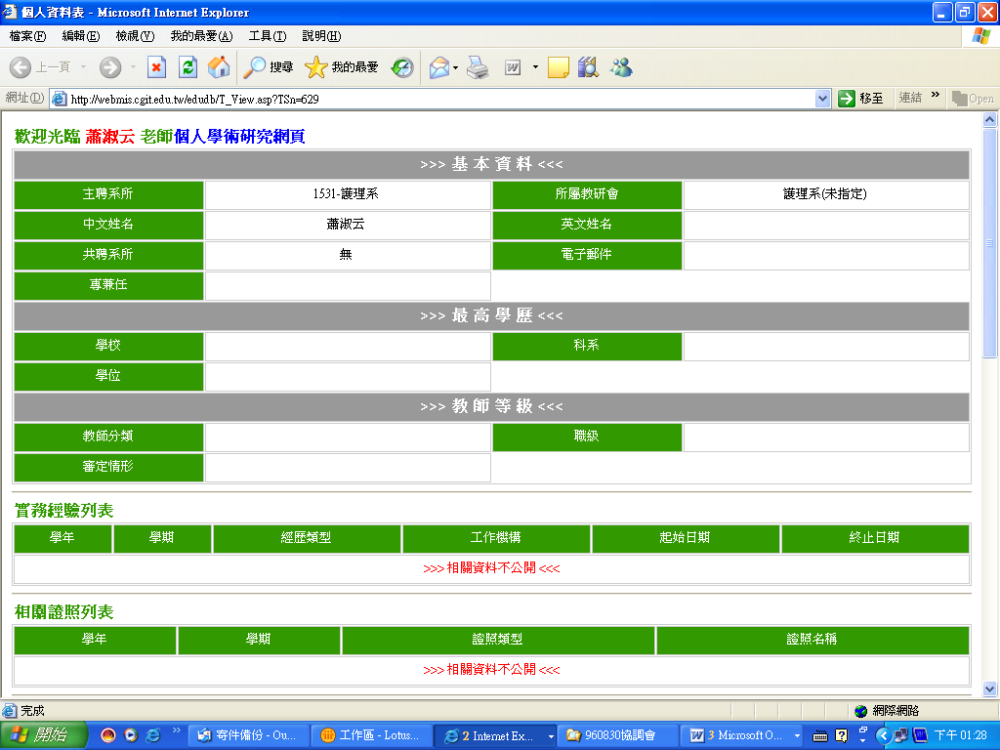 個人資料表 - Microsoft Internet Explorer
檔案(F) 編輯(E) 檢視(V) 我的最愛(A) 工具(T) 說明(H)
上一頁 搜尋 我的最愛
網址(D) http://webmis.cgit.edu.tw/edudb/T_View.asp?TSn=629 移至 連結 » Open
歡迎光臨 蕭淑云 老師個人學術研究網頁
>>> 基 本 資 料 <<<
主聘系所 1531-護理系 所屬教研會 護理系(未指定)
中文姓名 蕭淑云 英文姓名
共聘系所 無 電子郵件
專兼任
>>> 最 高 學 歷 <<<
學校 科系
學位
>>> 教 師 等 級 <<<
教師分類 職級
審定情形
實務經驗列表
學年 學期 經歷類型 工作機構 起始日期 終止日期
>>> 相關資料不公開 <<<
相關證照列表
學年 學期 證照類型 證照名稱
>>> 相關資料不公開 <<<
完成 網際網路
開始 » 寄件備份 - Ou... 工作區 - Lotus... 2 Internet Ex... 960830協調會 3 Microsoft O... 下午 01:28